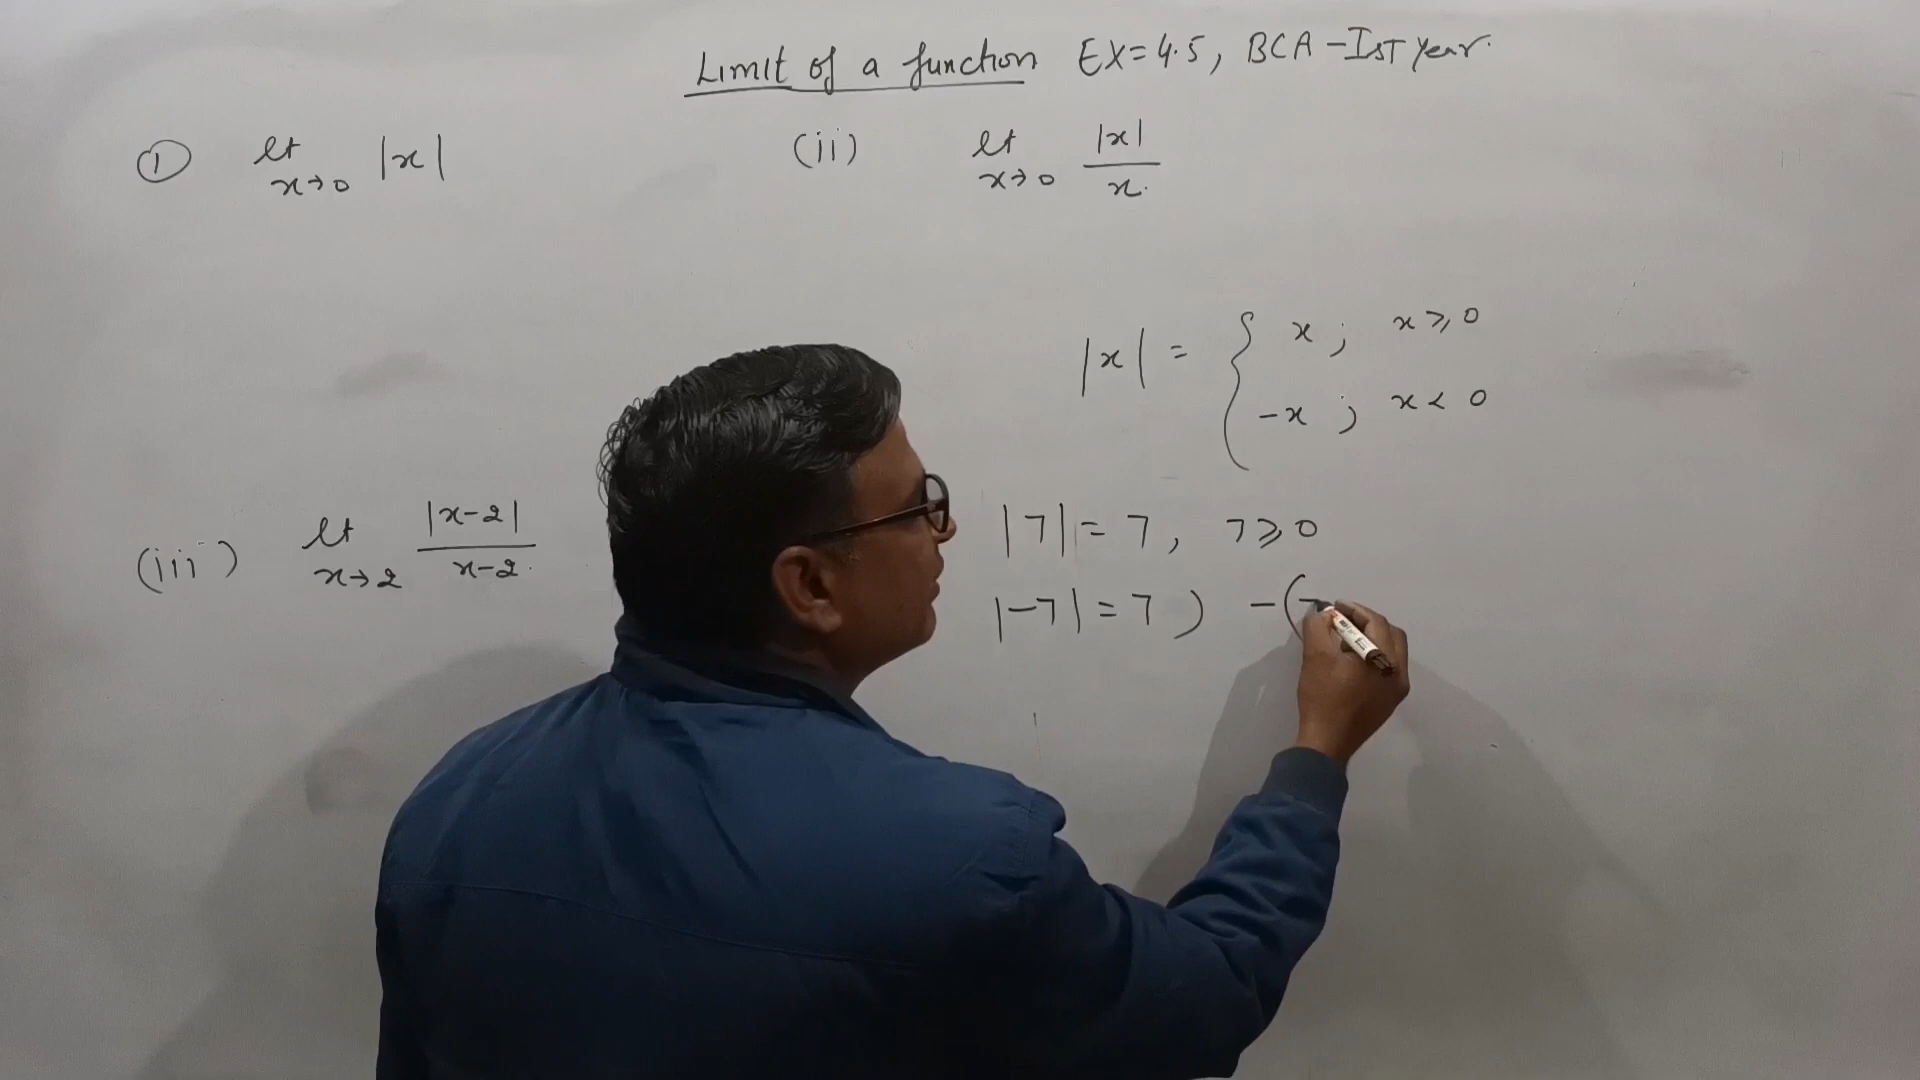 Limit of a function EX=4.5, BCA-Ist year.
① lt x→0 |x|
(ii) lt x→0 |x|/x.
|x| = { x ; x ⩾ 0
-x ; x < 0
(iii) lt x→2 |x-2|/x-2.
|7| = 7, 7 ⩾ 0
|-7| = 7 ) -(-